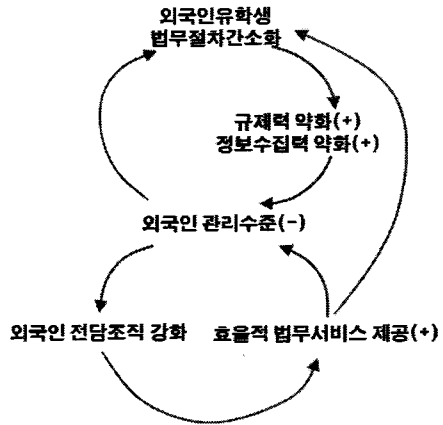 외국인유학생
법무절차간소화
규제력 약화(+)
정보수집력 약화(+)
외국인 관리수준(-)
외국인 전담조직 강화
효율적 법무서비스 제공(+)